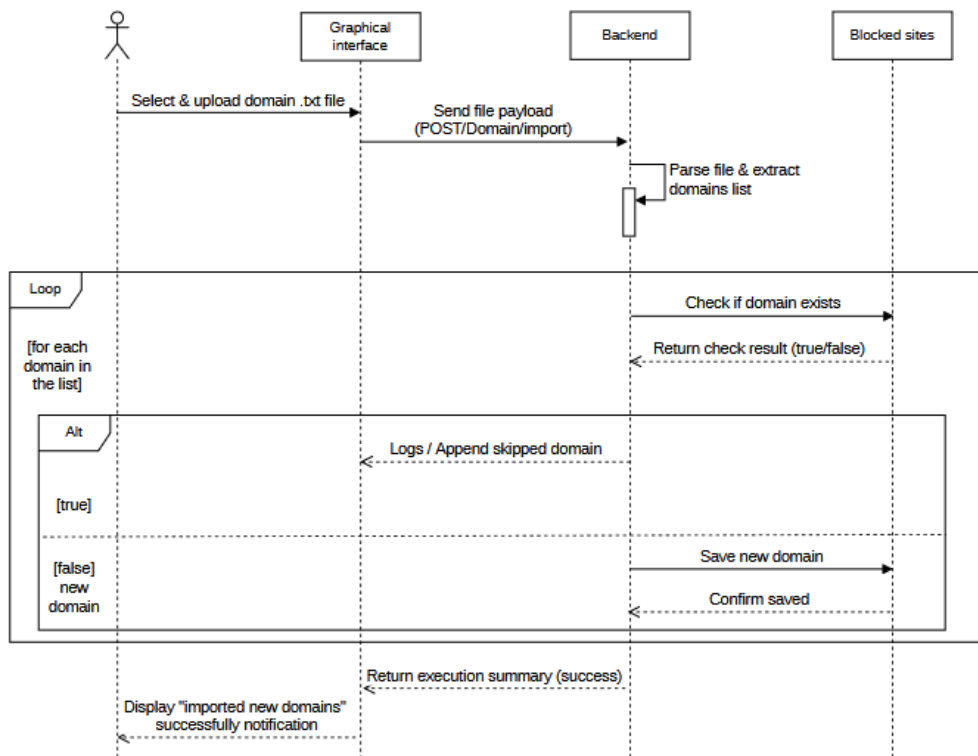 Graphical
interface
Backend
Blocked sites
Select & upload domain .txt file
Send file payload
(POST/Domain/import)
Parse file & extract
domains list
Loop
Check if domain exists
[for each
domain in
the list]
Return check result (true/false)
Alt
Logs / Append skipped domain
[true]
[false]
new
domain
Save new domain
Confirm saved
Return execution summary (success)
Display "imported new domains"
successfully notification